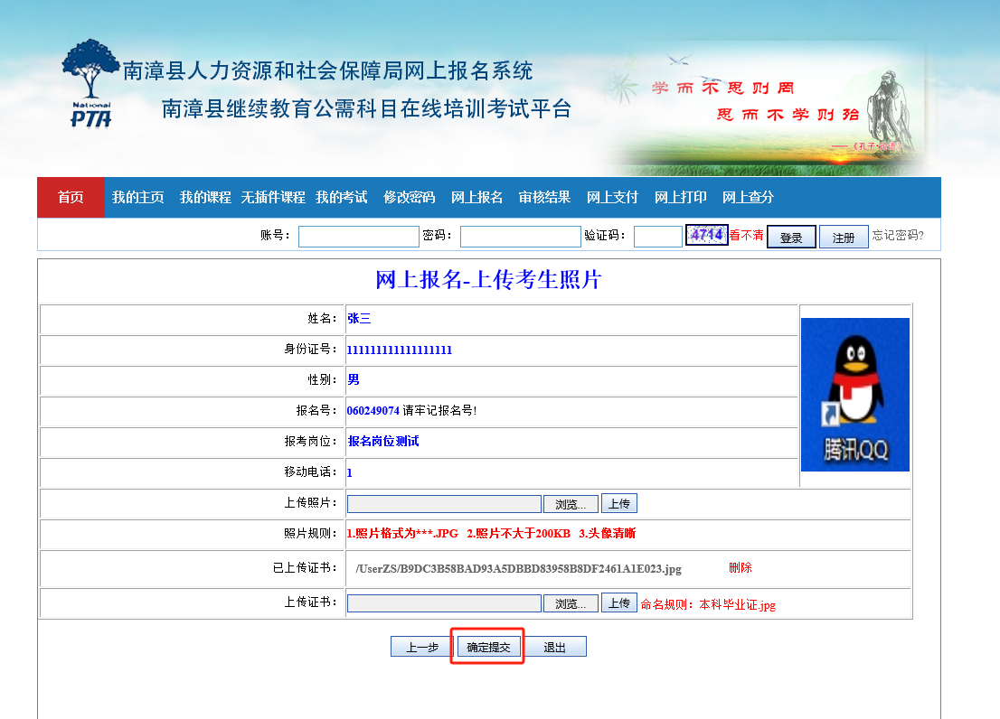 南漳县人力资源和社会保障局网上报名系统
National
PTA
南漳县继续教育公需科目在线培训考试平台
学而不思则罔
思而不学则殆
——《孔子·论语》
首页 我的主页 我的课程 无插件课程 我的考试 修改密码 网上报名 审核结果 网上支付 网上打印 网上查分
账号： 密码： 验证码： 4714 看不清 登录 注册 忘记密码?
网上报名-上传考生照片
姓名： 张三
身份证号： 111111111111111111
性别： 男
报名号： 060249074 请牢记报名号!
报考岗位： 报名岗位测试
腾讯QQ
移动电话： 1
上传照片： 浏览... 上传
照片规则： 1.照片格式为***.JPG 2.照片不大于200KB 3.头像清晰
已上传证书： /UserZS/B9DC3B58BAD93A5DBBD83958B8DF2461A1E023.jpg 删除
上传证书： 浏览... 上传 命名规则：本科毕业证.jpg
上一步 确定提交 退出